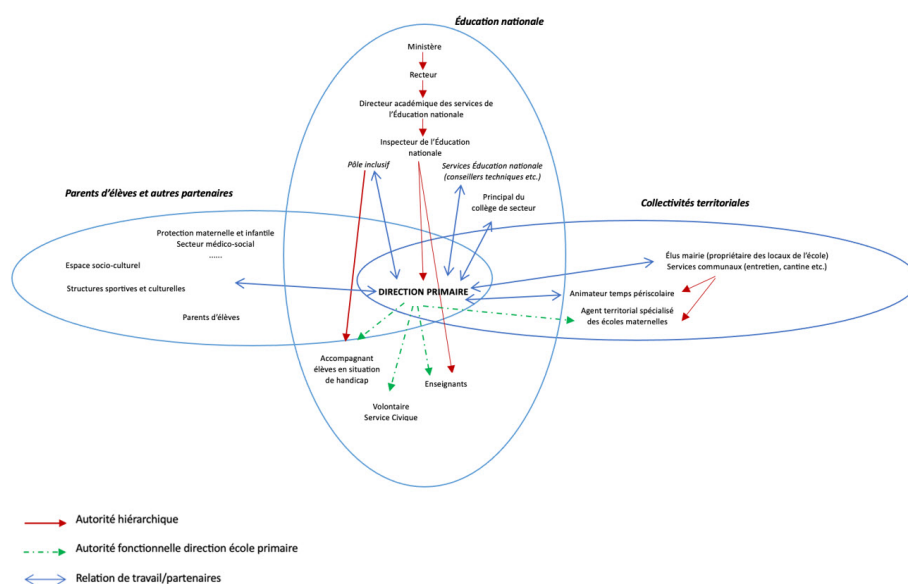 Éducation nationale
Ministère
Recteur
Directeur académique des services de
l'Éducation nationale
Inspecteur de l'Éducation
nationale
Pôle inclusif
Services Éducation nationale
(conseillers techniques etc.)
Principal du
collège de secteur
Parents d'élèves et autres partenaires
Protection maternelle et infantile
Secteur médico-social
......
Espace socio-culturel
Structures sportives et culturelles
Parents d'élèves
Collectivités territoriales
Élus mairie (propriétaire des locaux de l'école)
Services communaux (entretien, cantine etc.)
DIRECTION PRIMAIRE
Animateur temps périscolaire
Agent territorial spécialisé
des écoles maternelles
Accompagnant
élèves en situation
de handicap
Enseignants
Volontaire
Service Civique
Autorité hiérarchique
Autorité fonctionnelle direction école primaire
Relation de travail/partenaires